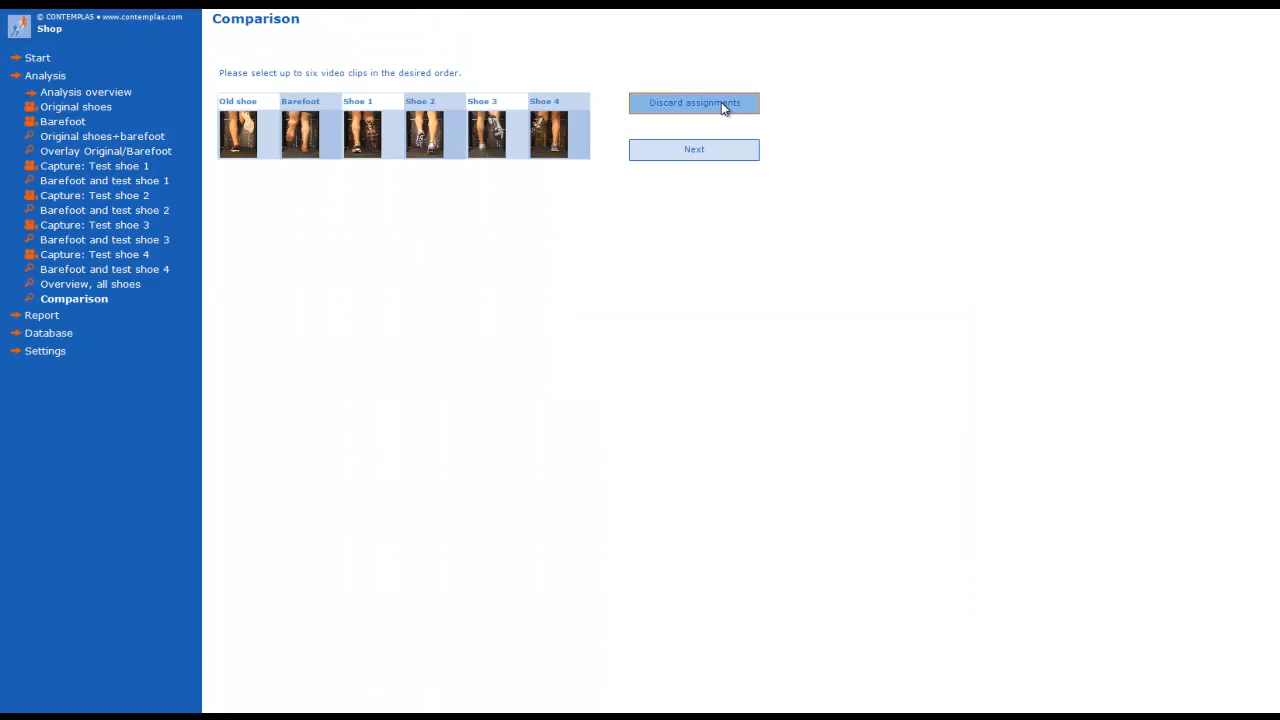 © CONTEMPLAS • www.contemplas.com
Shop
Start
Analysis
Analysis overview
Original shoes
Barefoot
Original shoes+barefoot
Overlay Original/Barefoot
Capture: Test shoe 1
Barefoot and test shoe 1
Capture: Test shoe 2
Barefoot and test shoe 2
Capture: Test shoe 3
Barefoot and test shoe 3
Capture: Test shoe 4
Barefoot and test shoe 4
Overview, all shoes
Comparison
Report
Database
Settings
Comparison
Please select up to six video clips in the desired order.
Old shoe Barefoot Shoe 1 Shoe 2 Shoe 3 Shoe 4
Discard assignments
Next